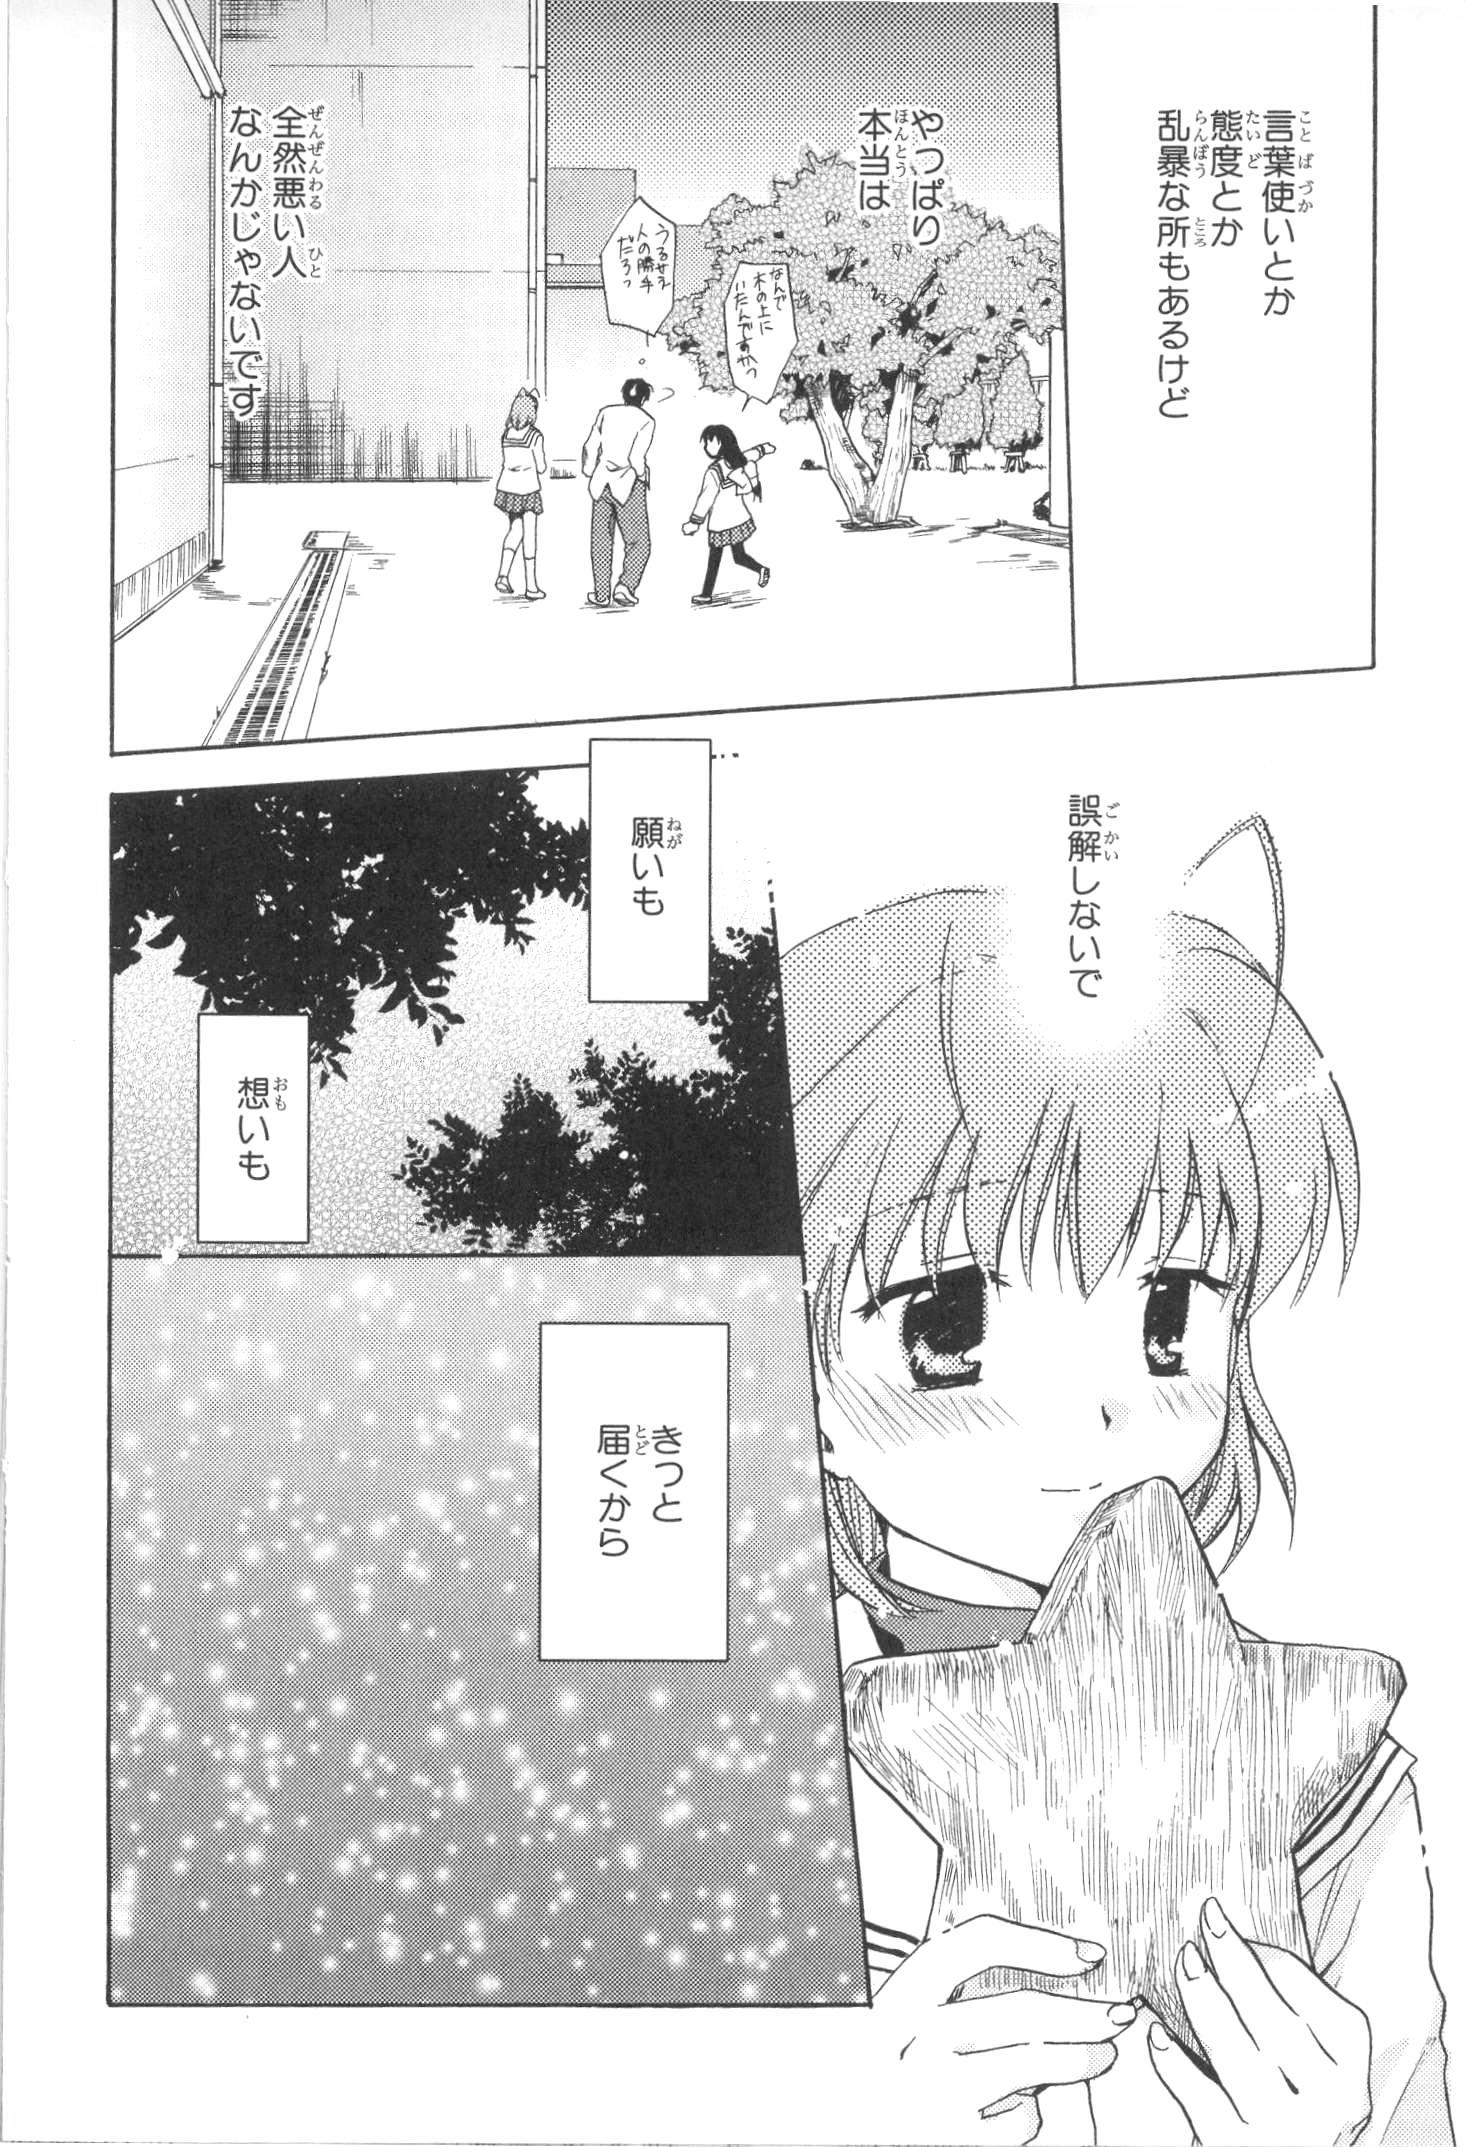 言葉使いとか
態度とか
乱暴な所もあるけど
やっぱり
本当は
なんで
木の上に
いたんですかっ
うるせえ
人の勝手
だろっ
全然悪い人
なんかじゃないです
誤解しないで
願いも
想いも
きっと
届くから